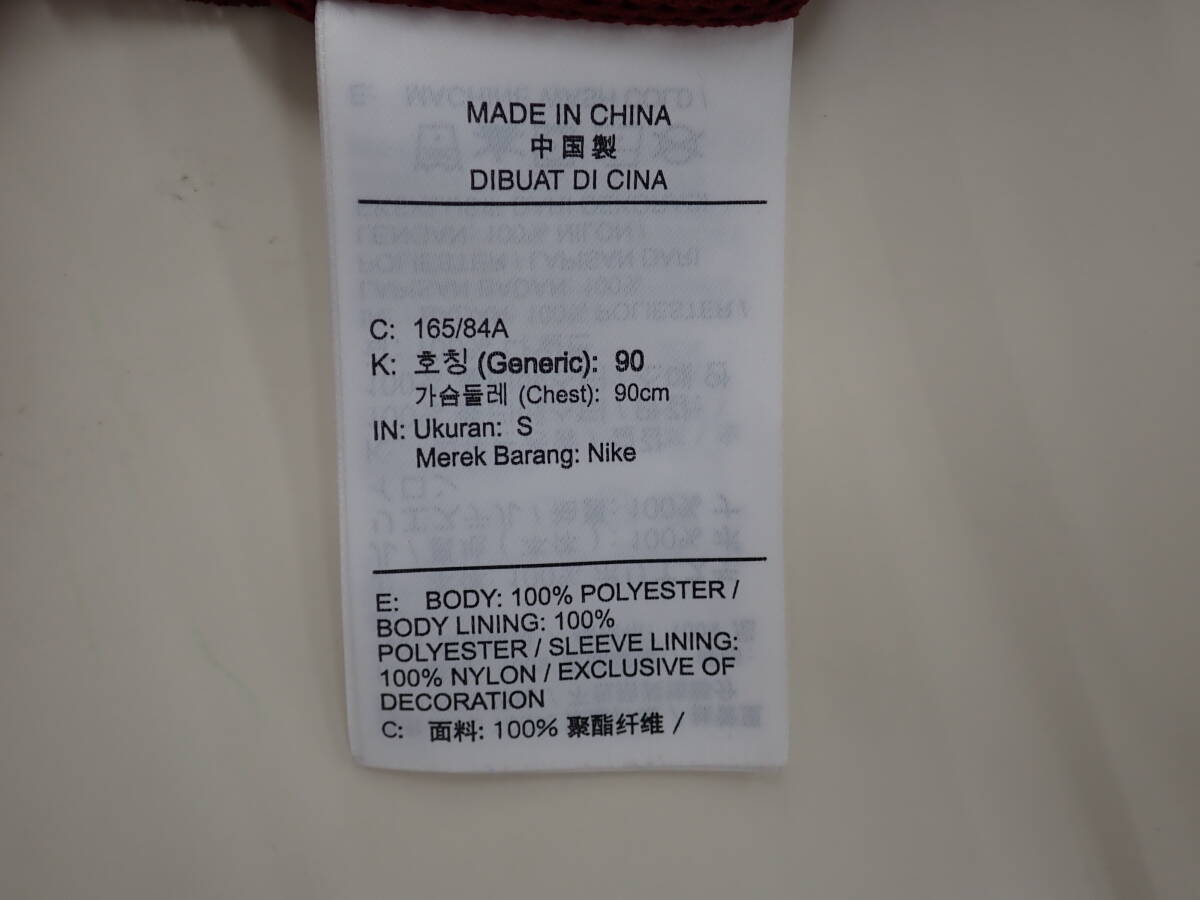 MADE IN CHINA
中国製
DIBUAT DI CINA
C: 165/84A
K: 호칭 (Generic): 90
가슴둘레 (Chest): 90cm
IN: Ukuran: S
Merek Barang: Nike
E: BODY: 100% POLYESTER /
BODY LINING: 100%
POLYESTER / SLEEVE LINING:
100% NYLON / EXCLUSIVE OF
DECORATION
C: 面料: 100% 聚酯纤维 /